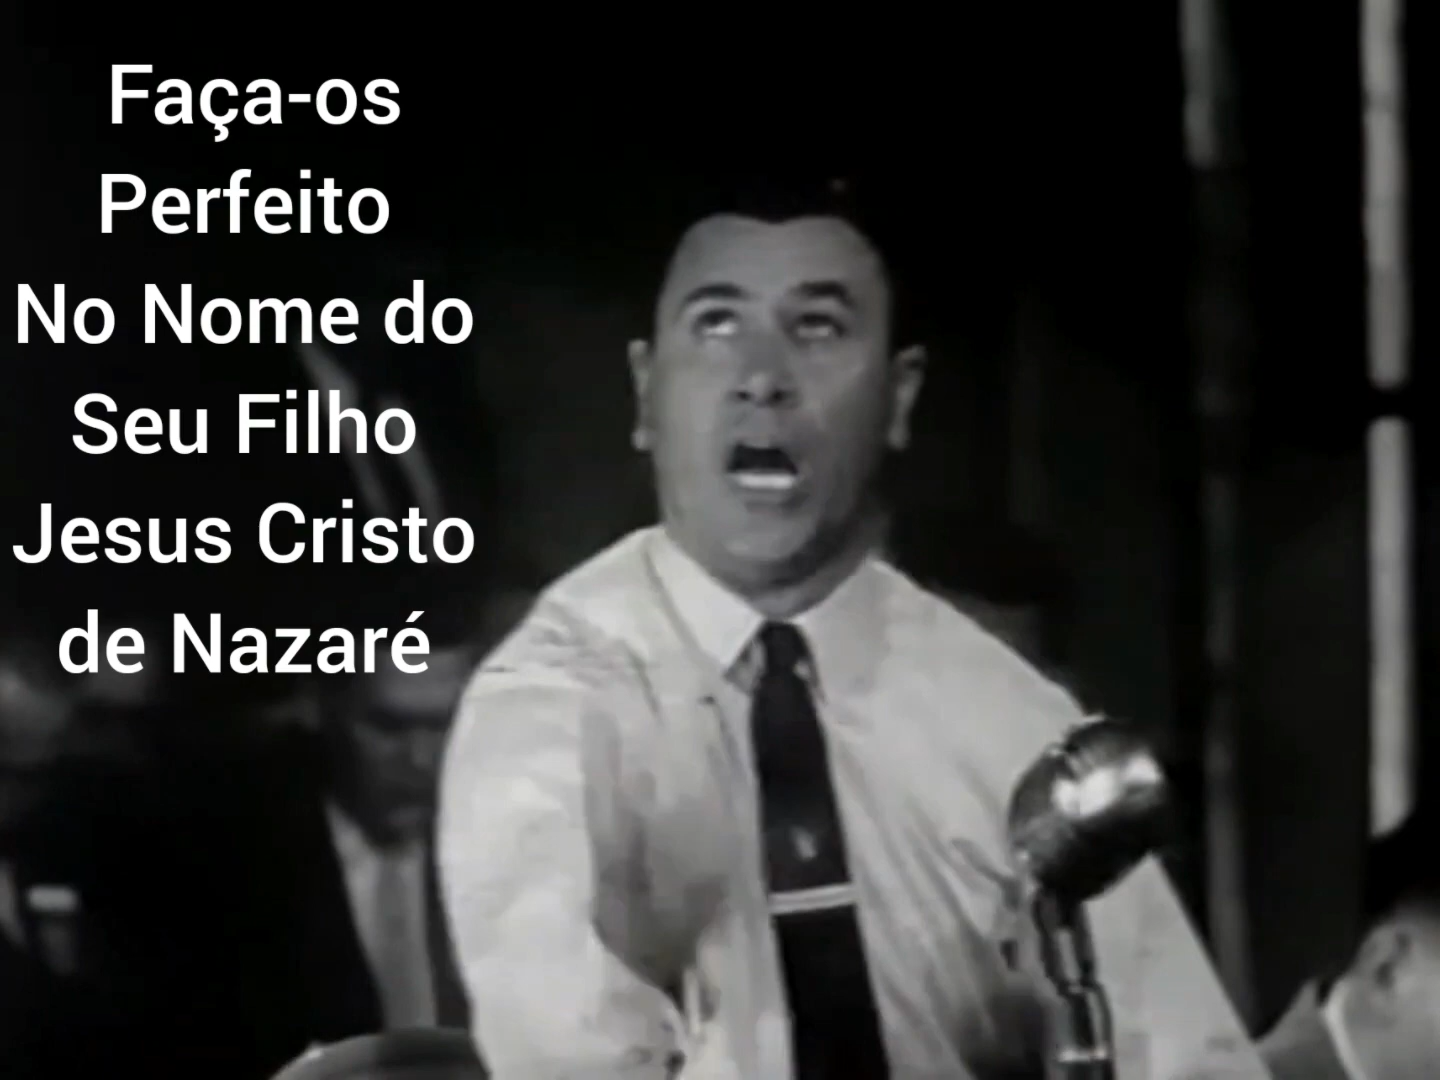 Faça-os
Perfeito
No Nome do
Seu Filho
Jesus Cristo
de Nazaré